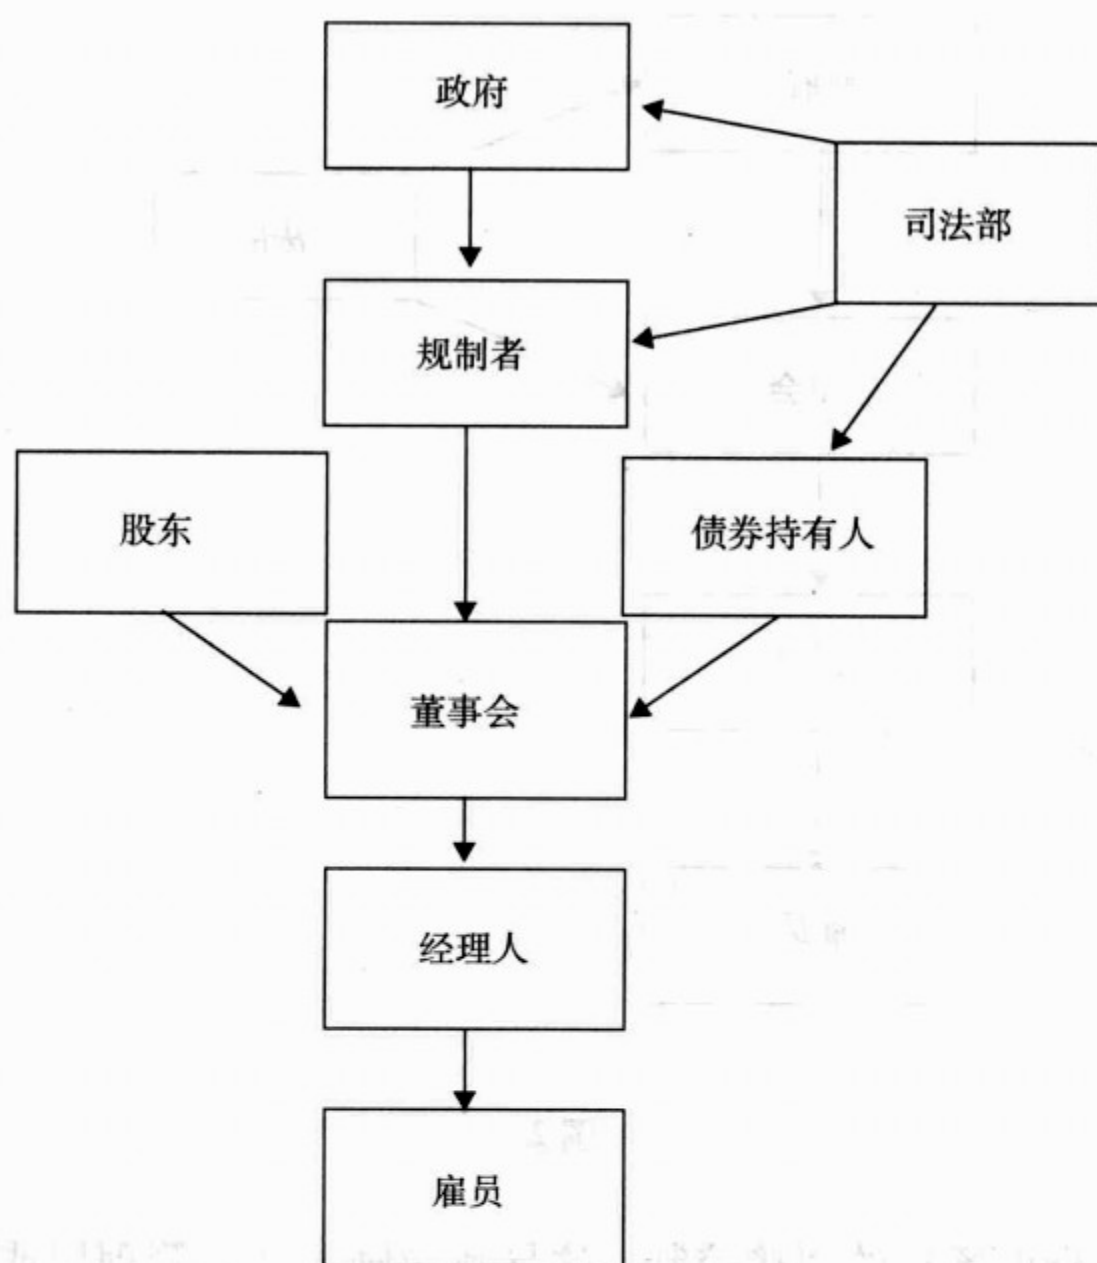 政府
司法部
规制者
股东
债券持有人
董事会
经理人
雇员